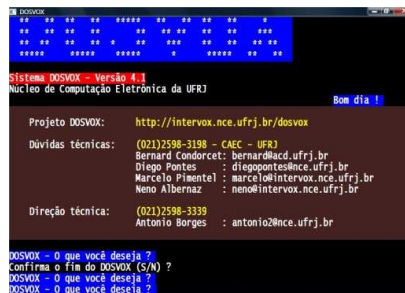 DOSVOX
Sistema DOSVOX - Versão 4.1
Núcleo de Computação Eletrônica da UFRJ
Bom dia !
Projeto DOSVOX: http://intervox.nce.ufrj.br/dosvox
Dúvidas técnicas: (021)2598-3198 - CAEC - UFRJ
Bernard Condorcet: bernard@acd.ufrj.br
Diego Pontes : diegopontes@nce.ufrj.br
Marcelo Pimentel : marcelo@intervox.nce.ufrj.br
Neno Albernaz : neno@intervox.nce.ufrj.br
Direção técnica: (021)2598-3339
Antonio Borges : antonio2@nce.ufrj.br
DOSVOX - O que você deseja ?
Confirma o fim do DOSVOX (S/N) ?
DOSVOX - O que você deseja ?
DOSVOX - O que você deseja ?